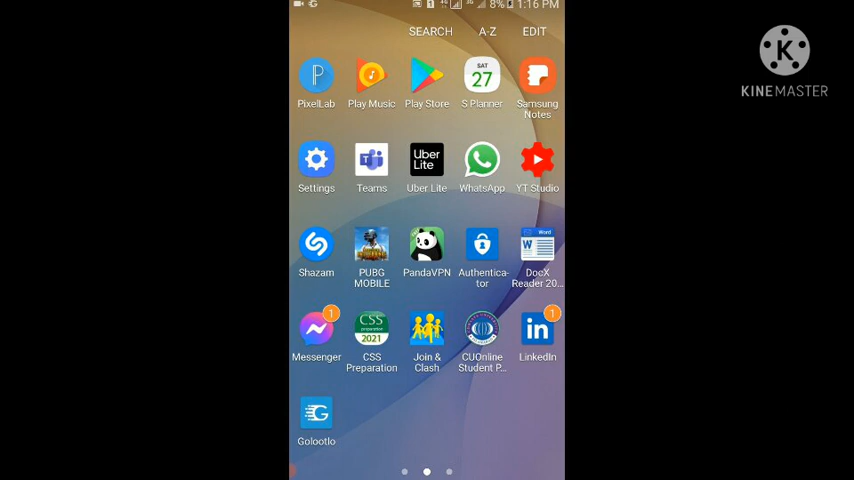 8% 1:16 PM
SEARCH A-Z EDIT
SAT
27
PixelLab Play Music Play Store S Planner Samsung
Notes
Uber
Lite
Settings Teams Uber Lite WhatsApp YT Studio
Word
W
Shazam PUBG
MOBILE PandaVPN Authentica-
tor DocX
Reader 20...
1
CSS
preparation
2021
in
1
Messenger CSS
Preparation Join &
Clash CUOnline
Student P... LinkedIn
G
Golootlo
K
KINEMASTER